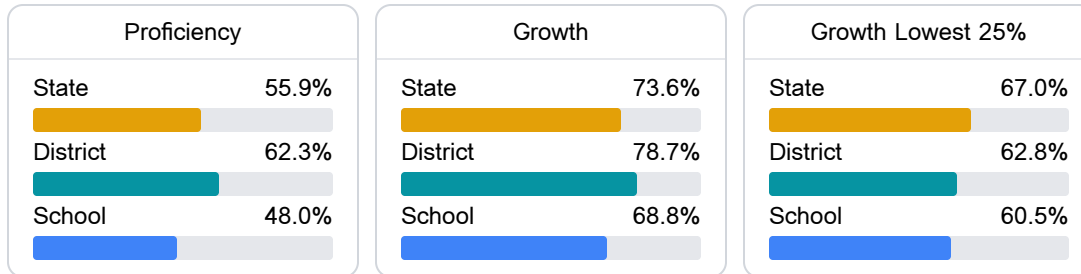 Proficiency
State 55.9%
District 62.3%
School 48.0%
Growth
State 73.6%
District 78.7%
School 68.8%
Growth Lowest 25%
State 67.0%
District 62.8%
School 60.5%